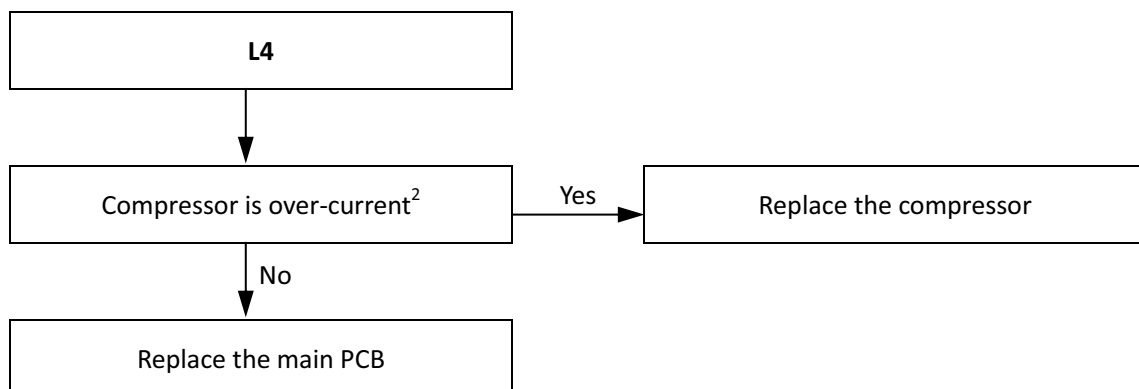 L4
Compressor is over-current²
Yes
Replace the compressor
No
Replace the main PCB